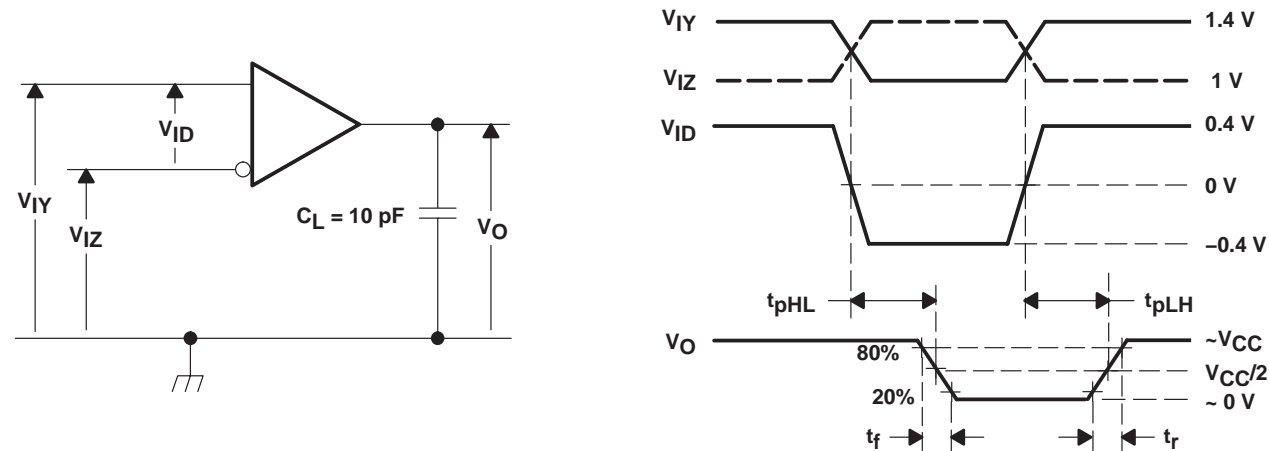 VID
VIY
VIZ
CL = 10 pF
VO
VIY
1.4 V
VIZ
1 V
VID
0.4 V
0 V
–0.4 V
tpHL
tpLH
VO
~VCC
80%
VCC/2
20%
~ 0 V
tf
tr